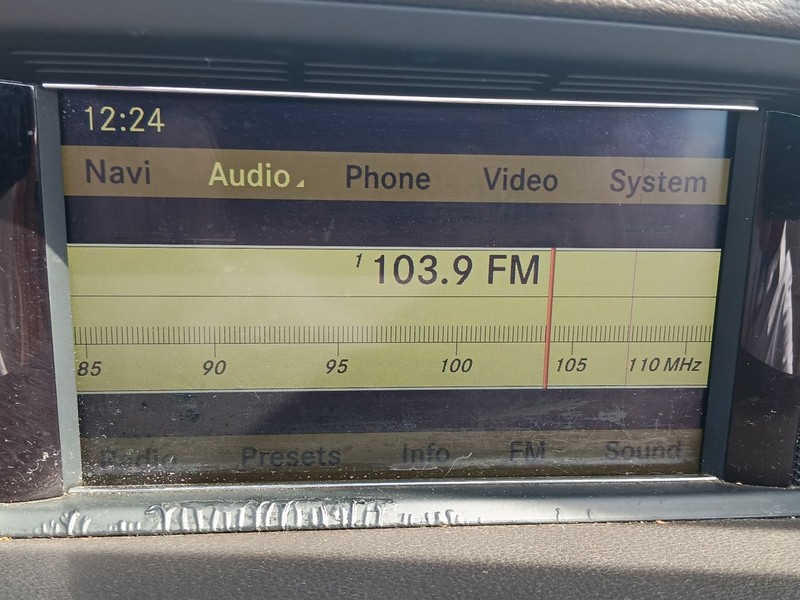 12:24
Navi Audio Phone Video System
1 103.9 FM
85 90 95 100 105 110 MHz
Radio Presets Info FM Sound